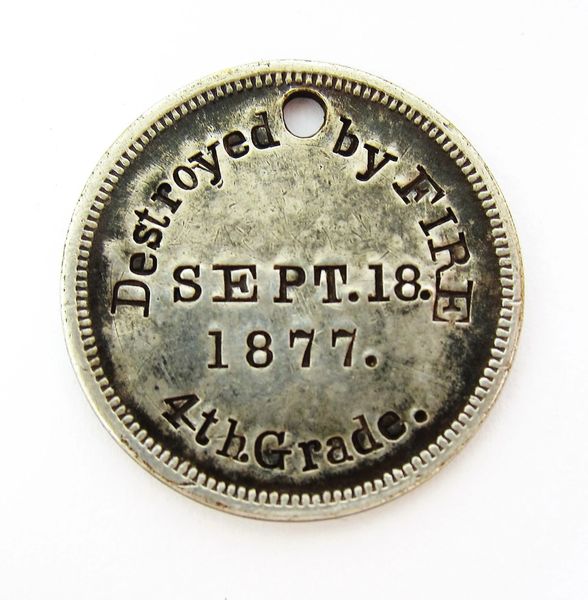 Destroyed by FIRE
SEPT. 18.
1877.
4th. Grade.